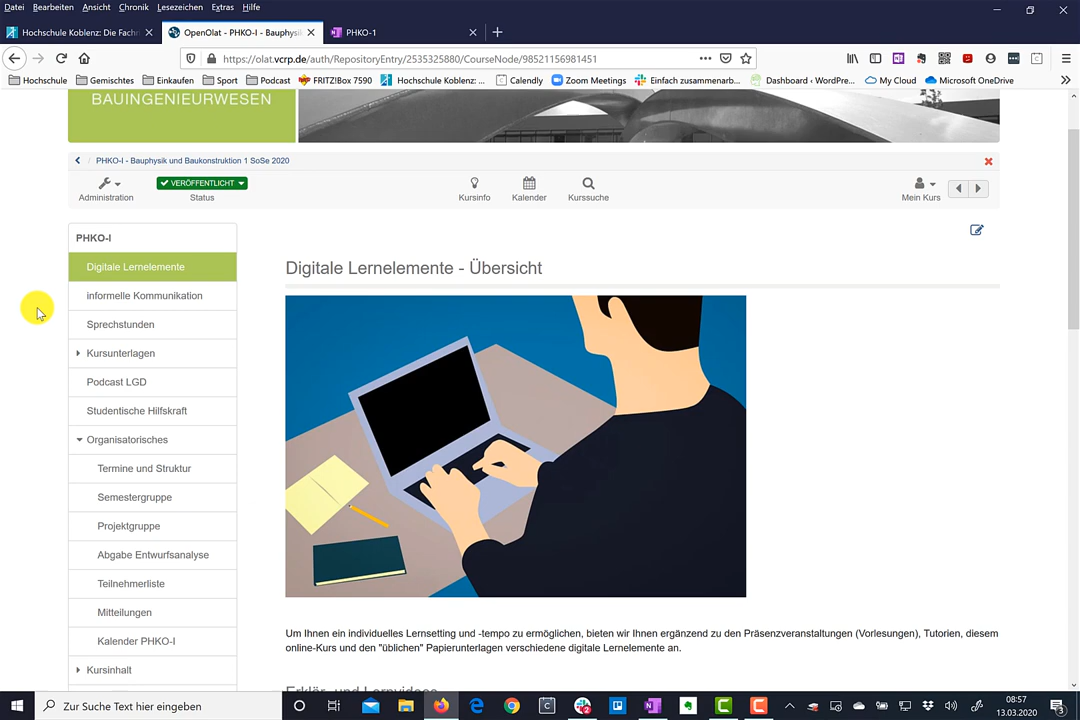 Datei Bearbeiten Ansicht Chronik Lesezeichen Extras Hilfe
Hochschule Koblenz: Die Fachh
OpenOlat - PHKO-I - Bauphysik
PHKO-1
https://olat.vcrp.de/auth/RepositoryEntry/2535325880/CourseNode/98521156981451
Hochschule Gemischtes Einkaufen Sport Podcast FRITZ!Box 7590 Hochschule Koblenz: ... Calendly Zoom Meetings Einfach zusammenarb... Dashboard ‹ WordPre... My Cloud Microsoft OneDrive
BAUINGENIEURWESEN
PHKO-I - Bauphysik und Baukonstruktion 1 SoSe 2020
Administration
VERÖFFENTLICHT
Status
Kursinfo
Kalender
Kurssuche
Mein Kurs
PHKO-I
Digitale Lernelemente
informelle Kommunikation
Sprechstunden
Kursunterlagen
Podcast LGD
Studentische Hilfskraft
Organisatorisches
Termine und Struktur
Semestergruppe
Projektgruppe
Abgabe Entwurfsanalyse
Teilnehmerliste
Mitteilungen
Kalender PHKO-I
Kursinhalt
Digitale Lernelemente - Übersicht
Um Ihnen ein individuelles Lernsetting und -tempo zu ermöglichen, bieten wir Ihnen ergänzend zu den Präsenzveranstaltungen (Vorlesungen), Tutorien, diesem
online-Kurs und den "üblichen" Papierunterlagen verschiedene digitale Lernelemente an.
Erklär- und Lernvideos
Zur Suche Text hier eingeben
08:57
13.03.2020
3